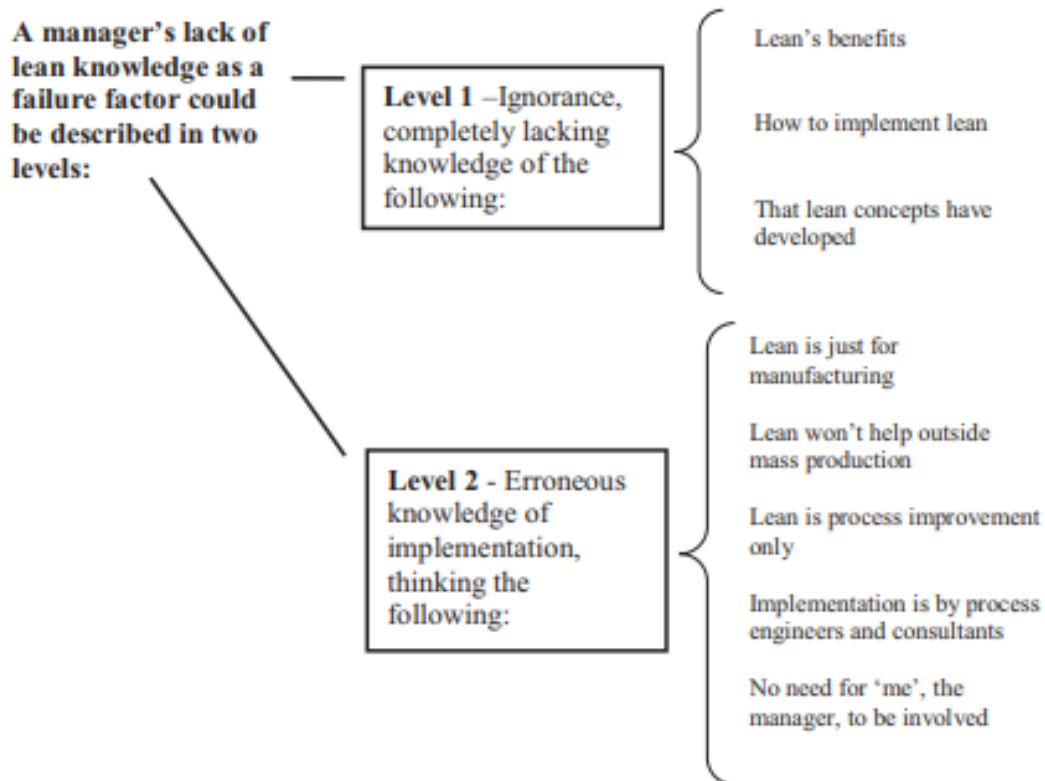 A manager's lack of
lean knowledge as a
failure factor could
be described in two
levels:
Level 1 –Ignorance,
completely lacking
knowledge of the
following:
Lean's benefits
How to implement lean
That lean concepts have
developed
Level 2 - Erroneous
knowledge of
implementation,
thinking the
following:
Lean is just for
manufacturing
Lean won't help outside
mass production
Lean is process improvement
only
Implementation is by process
engineers and consultants
No need for ‘me’, the
manager, to be involved